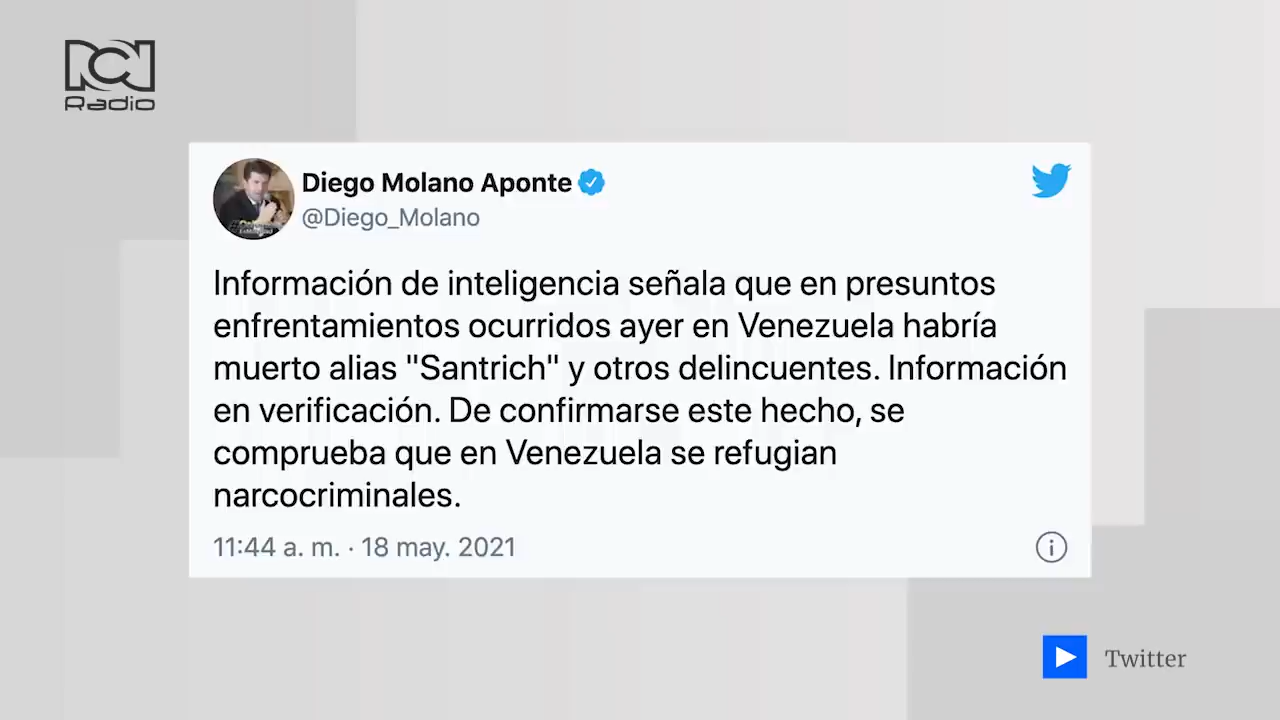 RCN
Radio
Diego Molano Aponte
@Diego_Molano
Información de inteligencia señala que en presuntos
enfrentamientos ocurridos ayer en Venezuela habría
muerto alias "Santrich" y otros delincuentes. Información
en verificación. De confirmarse este hecho, se
comprueba que en Venezuela se refugian
narcocriminales.
11:44 a. m. · 18 may. 2021
Twitter